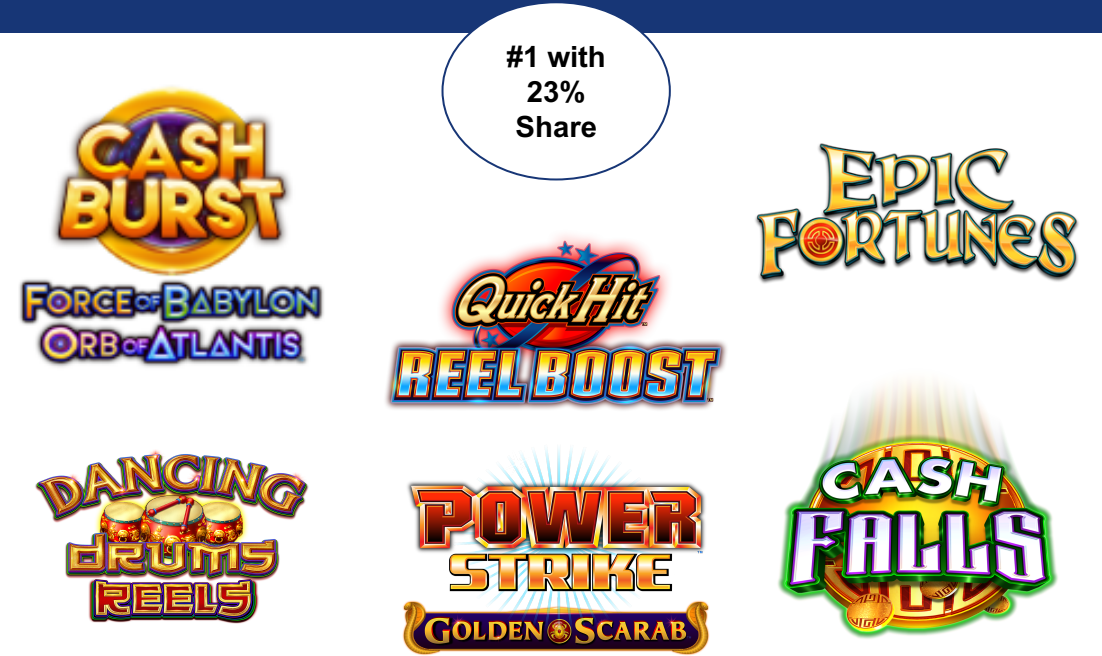 #1 with
23%
Share
CASH
BURST
FORCE OF BABYLON
ORB OF ATLANTIS
Quick Hit
REEL BOOST
EPIC
FORTUNES
DANCING
DRUMS
REELS
POWER
STRIKE
GOLDEN SCARAB
CASH
FALLS